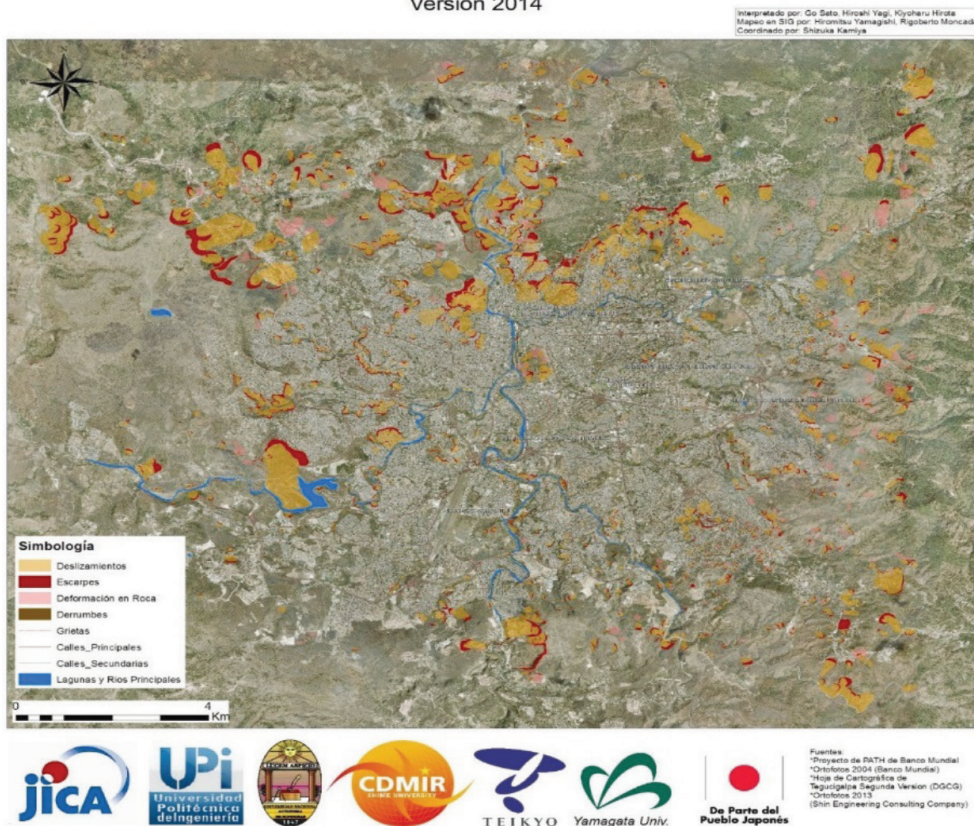 Versión 2014
Interpretado por: Go Sato, Hiroshi Yagi, Kiyoharu Hirota
Mapeo en SIG por: Hiromitsu Yamagishi, Rigoberto Moncada
Coordinado por: Shizuka Kamiya
N
Simbología
Deslizamientos
Escarpes
Deformación en Roca
Derrumbes
Grietas
Calles_Principales
Calles_Secundarias
Lagunas y Rios Principales
0 4
Km
JICA
UPi
Universidad
Politécnica
deIngeniería
1847
CDMiR
EHIME UNIVERSITY
TEIKYO
Yamagata Univ.
De Parte del
Pueblo Japonés
Fuentes:
*Proyecto de PATH de Banco Mundial
*Ortofotos 2004 (Banco Mundial)
*Hoja de Cartográfica de
Tegucigalpa Segunda Version (DGCG)
*Ortofotos 2013
(Shin Engineering Consulting Company)